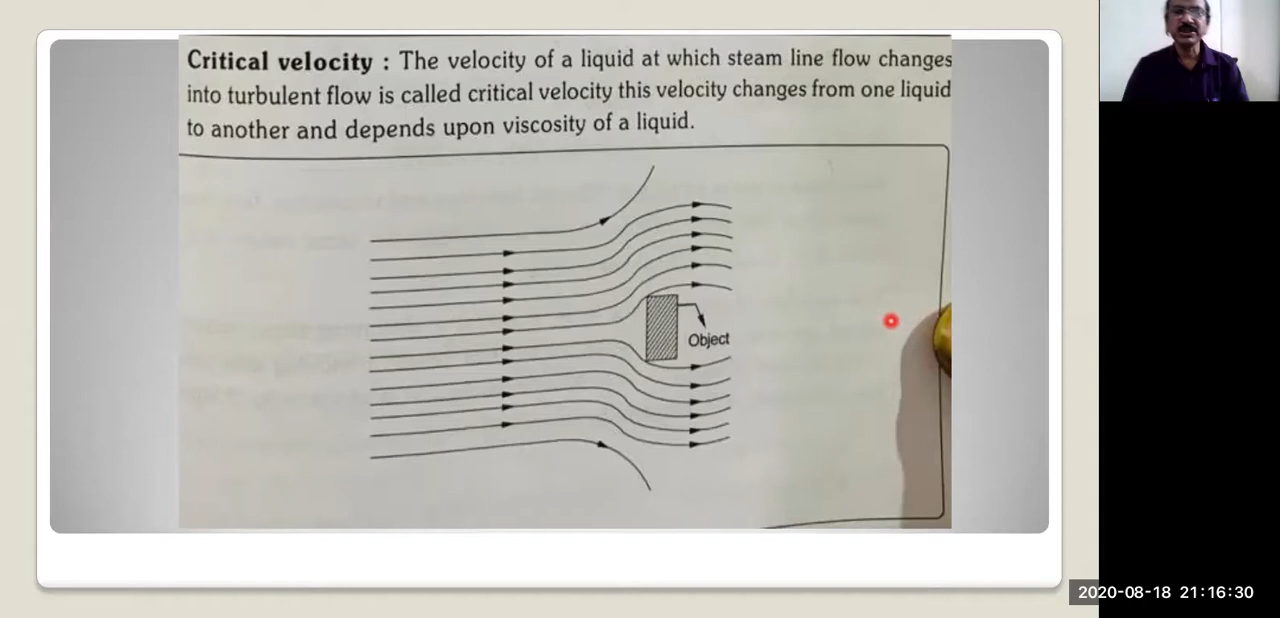 Critical velocity : The velocity of a liquid at which steam line flow changes
into turbulent flow is called critical velocity this velocity changes from one liquid
to another and depends upon viscosity of a liquid.
Object
2020-08-18 21:16:30